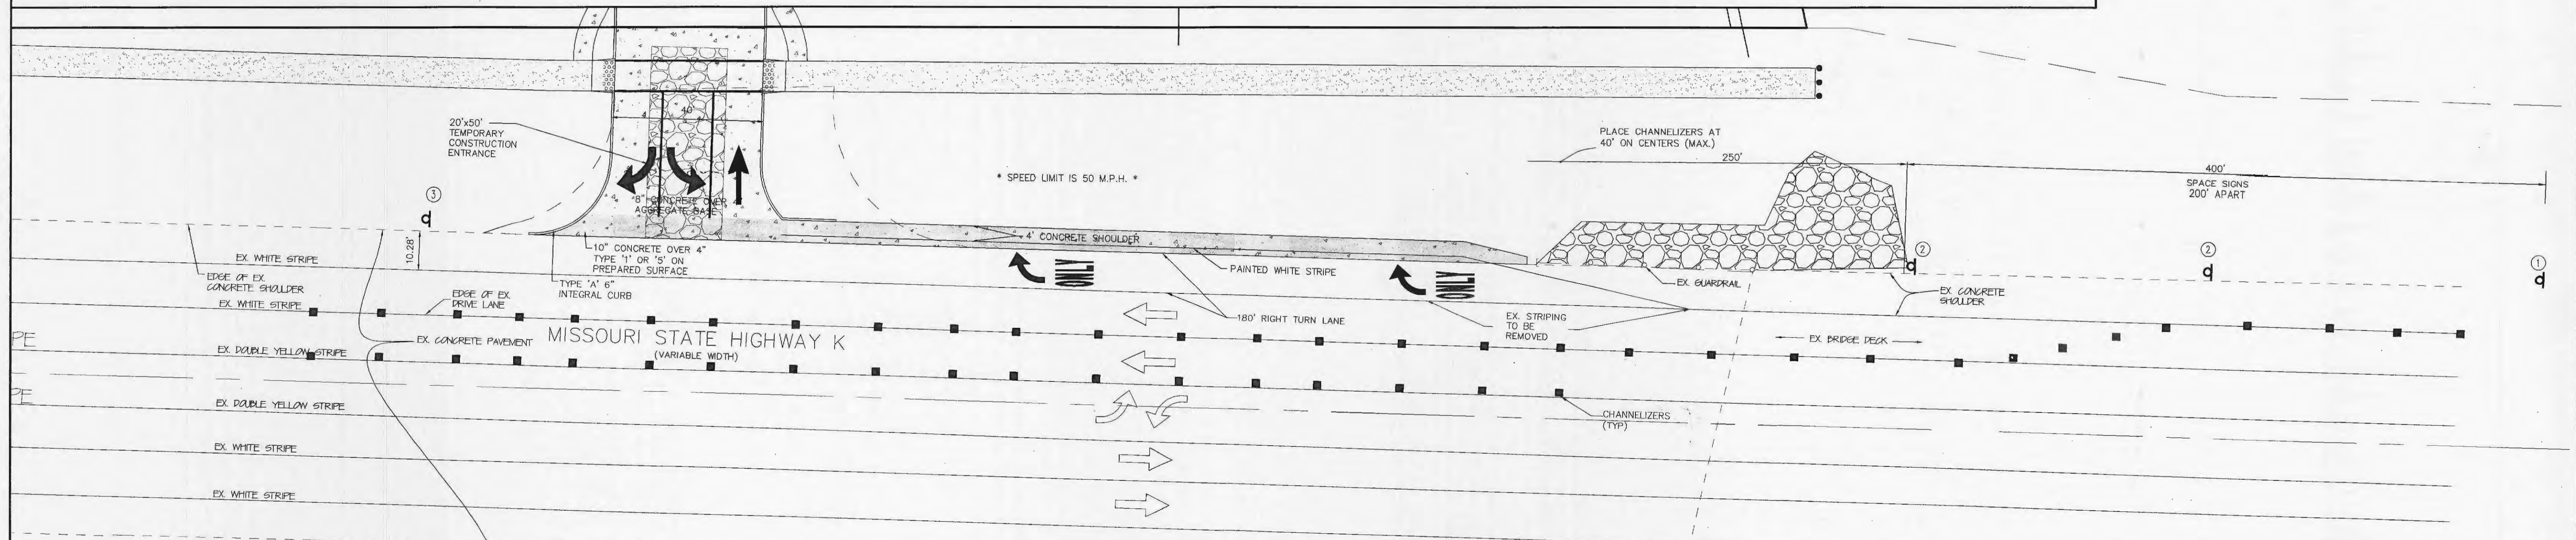 20'x50'
TEMPORARY
CONSTRUCTION
ENTRANCE
40'
8" CONCRETE OVER
AGGREGATE BASE
PLACE CHANNELIZERS AT
40' ON CENTERS (MAX.)
250'
400'
SPACE SIGNS
200' APART
* SPEED LIMIT IS 50 M.P.H. *
3
10.28'
4' CONCRETE SHOULDER
10" CONCRETE OVER 4"
TYPE '1' OR '5' ON
PREPARED SURFACE
TYPE 'A' 6"
INTEGRAL CURB
PAINTED WHITE STRIPE
ONLY
ONLY
2
2
1
EX. WHITE STRIPE
EDGE OF EX.
CONCRETE SHOULDER
EX. WHITE STRIPE
EDGE OF EX.
DRIVE LANE
EX. GUARDRAIL
EX. CONCRETE
SHOULDER
180' RIGHT TURN LANE
EX. STRIPING
TO BE
REMOVED
EX. BRIDGE DECK
PE
EX. DOUBLE YELLOW STRIPE
EX. CONCRETE PAVEMENT
MISSOURI STATE HIGHWAY K
(VARIABLE WIDTH)
PE
EX. DOUBLE YELLOW STRIPE
CHANNELIZERS
(TYP)
EX. WHITE STRIPE
EX. WHITE STRIPE